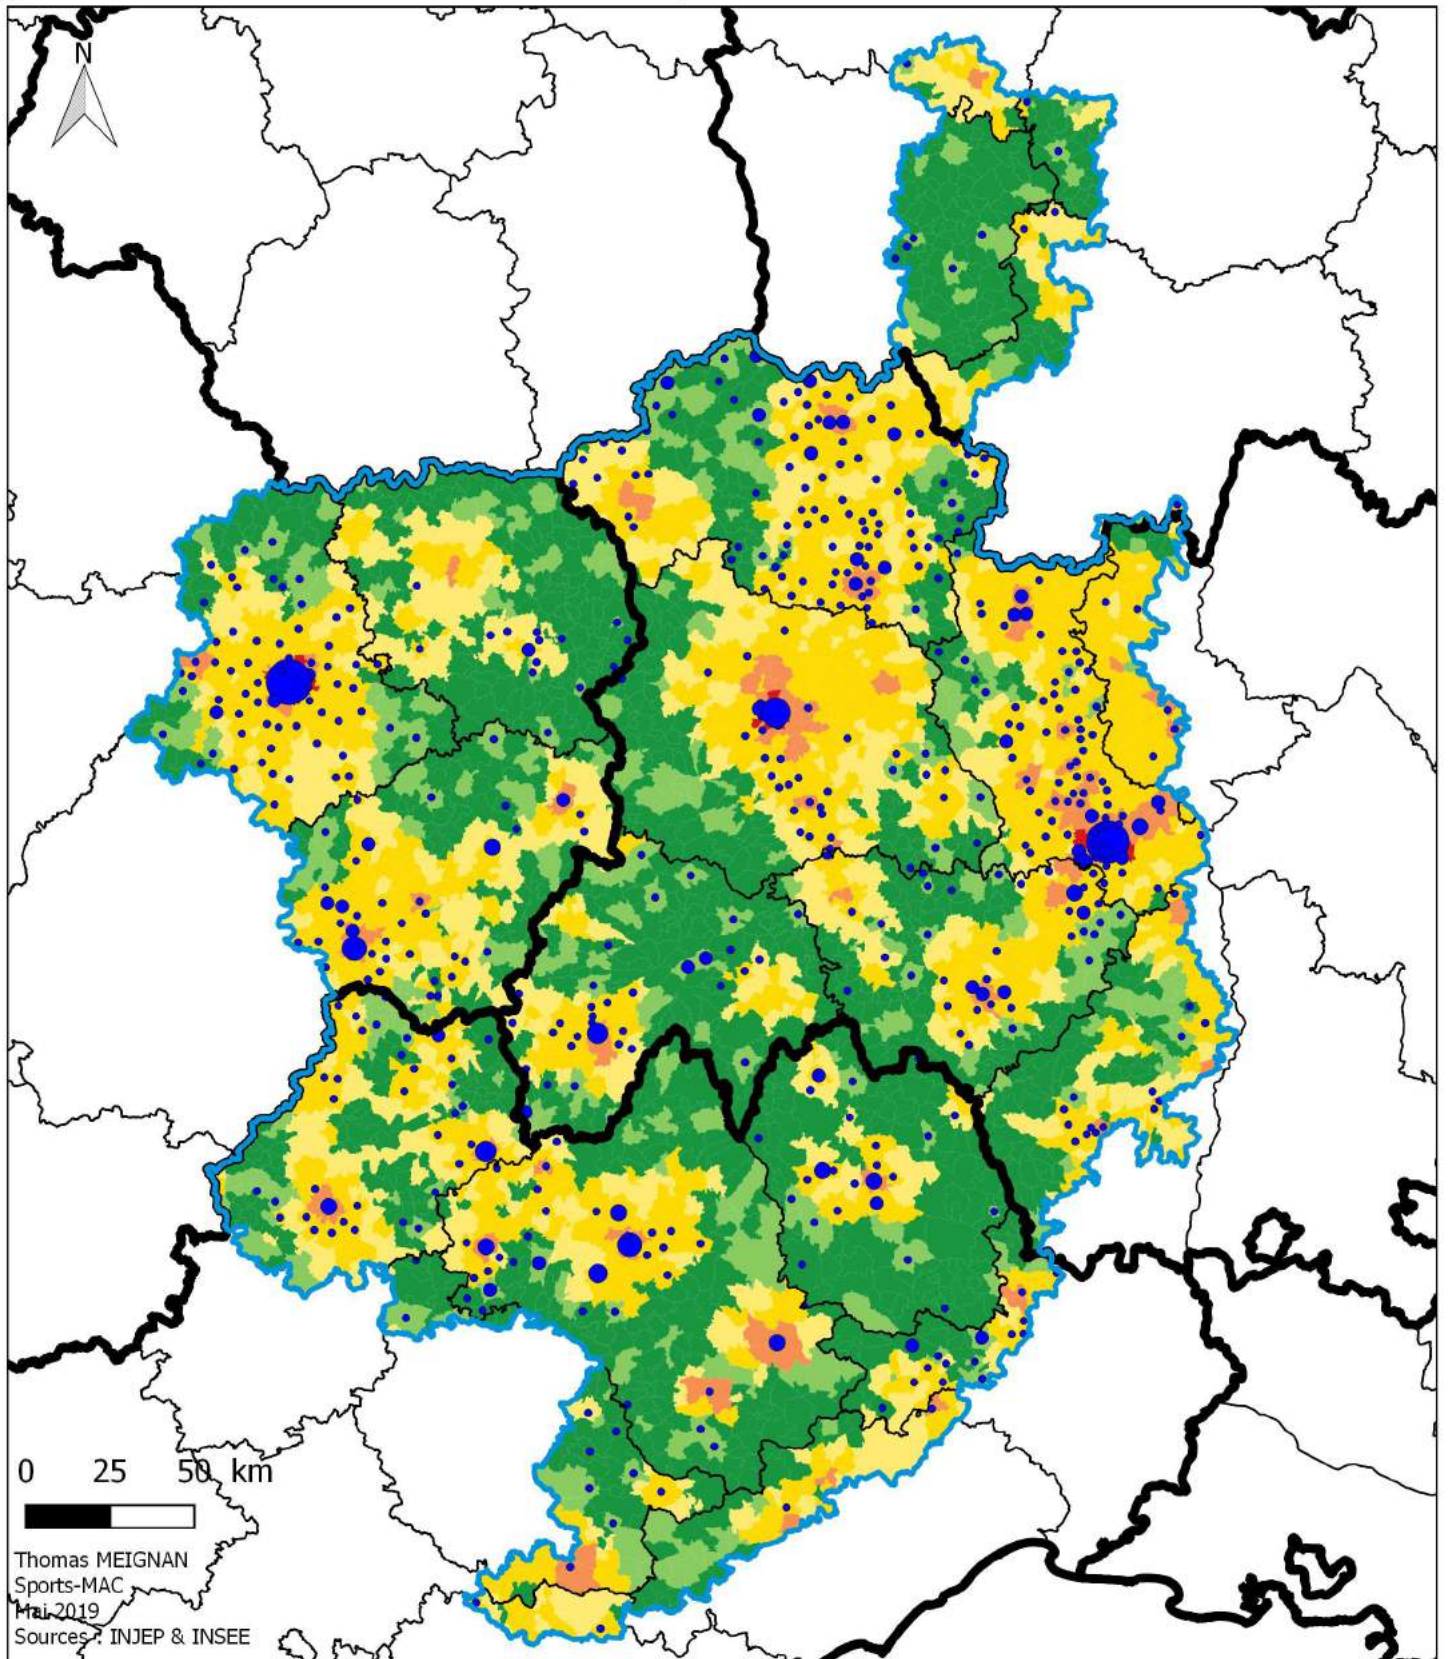 N
0 25 50 km
Thomas MEIGNAN
Sports-MAC
Mai 2019
Sources : INJEP & INSEE